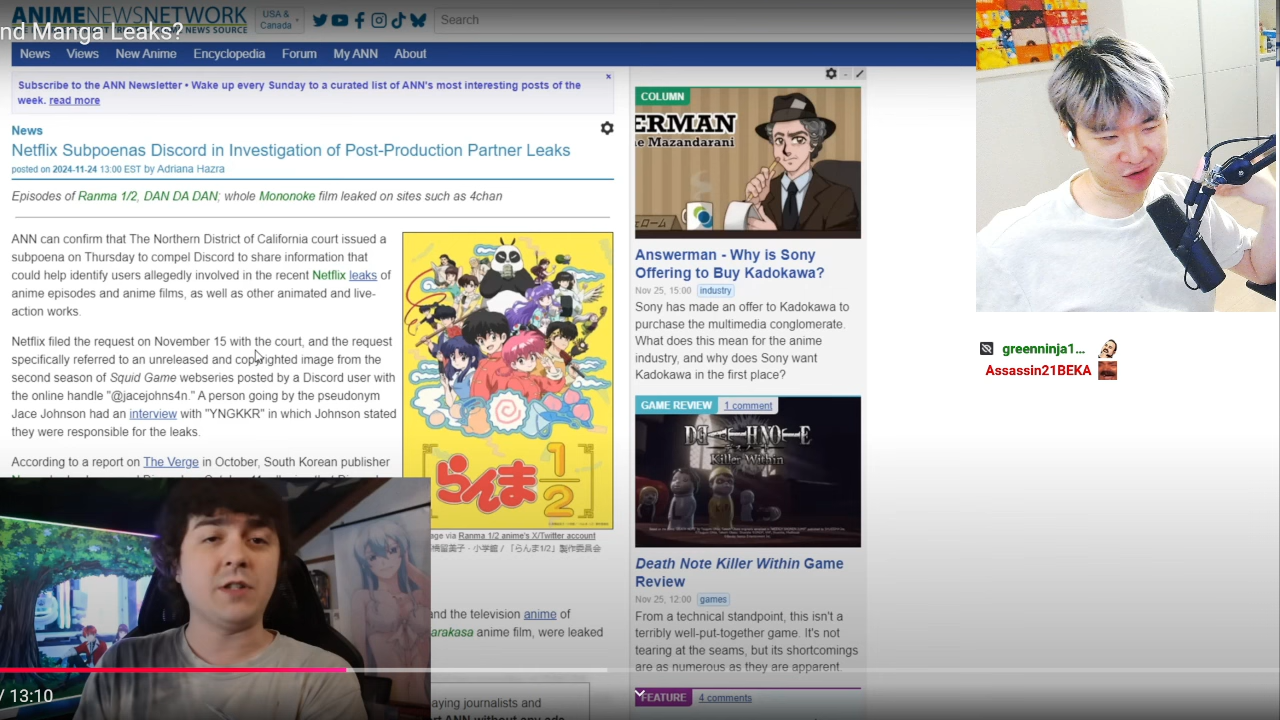 ANIMENEWSNETWORK
USA &
Canada
Search
NEWS SOURCE
nd Manga Leaks?
News
Views
New Anime
Encyclopedia
Forum
My ANN
About
Subscribe to the ANN Newsletter • Wake up every Sunday to a curated list of ANN's most interesting posts of the
week. read more
x
News
Netflix Subpoenas Discord in Investigation of Post-Production Partner Leaks
posted on 2024-11-24 13:00 EST by Adriana Hazra
Episodes of Ranma 1/2, DAN DA DAN; whole Mononoke film leaked on sites such as 4chan
ANN can confirm that The Northern District of California court issued a
subpoena on Thursday to compel Discord to share information that
could help identify users allegedly involved in the recent Netflix leaks of
anime episodes and anime films, as well as other animated and live-
action works.
Netflix filed the request on November 15 with the court, and the request
specifically referred to an unreleased and copyrighted image from the
second season of Squid Game webseries posted by a Discord user with
the online handle "@jacejohns4n." A person going by the pseudonym
Jace Johnson had an interview with "YNGKKR" in which Johnson stated
they were responsible for the leaks.
According to a report on The Verge in October, South Korean publisher
らんま1/2
age via Ranma 1/2 anime's X/Twitter account
橋留美子・小学館 / 「らんま1/2」製作委員会
and the television anime of
arakasa anime film, were leaked
aying journalists and
ort ANN without any ads
/ 13:10
COLUMN
ERMAN
e Mazandarani
ローム
Answerman - Why is Sony
Offering to Buy Kadokawa?
Nov 25, 15:00 industry
Sony has made an offer to Kadokawa to
purchase the multimedia conglomerate.
What does this mean for the anime
industry, and why does Sony want
Kadokawa in the first place?
GAME REVIEW 1 comment
DEATH NOTE
Killer Within
Death Note Killer Within Game
Review
Nov 25, 12:00 games
From a technical standpoint, this isn't a
terribly well-put-together game. It's not
tearing at the seams, but its shortcomings
are as numerous as they are apparent.
FEATURE 4 comments
greenninja1...
Assassin21BEKA